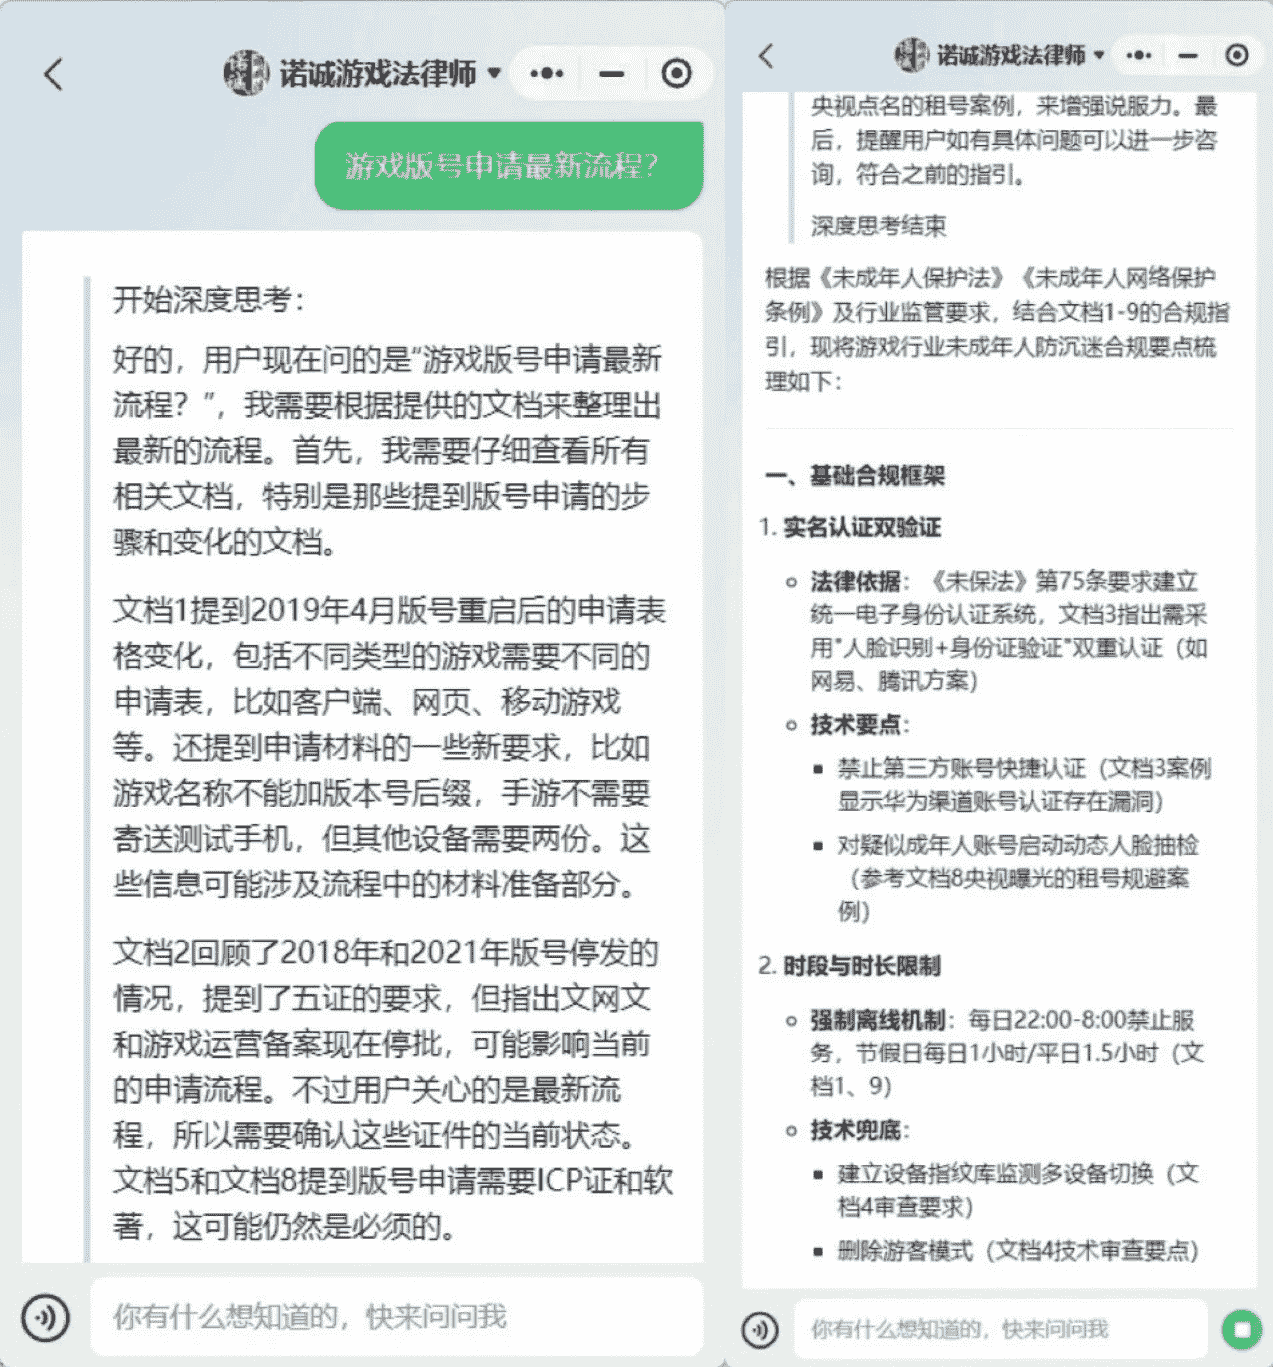 诺诚游戏法律师
游戏版号申请最新流程？
开始深度思考：
好的，用户现在问的是“游戏版号申请最新
流程？”，我需要根据提供的文档来整理出
最新的流程。首先，我需要仔细查看所有
相关文档，特别是那些提到版号申请的步
骤和变化的文档。
文档1提到2019年4月版号重启后的申请表
格变化，包括不同类型的游戏需要不同的
申请表，比如客户端、网页、移动游戏
等。还提到申请材料的一些新要求，比如
游戏名称不能加版本号后缀，手游不需要
寄送测试手机，但其他设备需要两份。这
些信息可能涉及流程中的材料准备部分。
文档2回顾了2018年和2021年版号停发的
情况，提到了五证的要求，但指出文网文
和游戏运营备案现在停批，可能影响当前
的申请流程。不过用户关心的是最新流
程，所以需要确认这些证件的当前状态。
文档5和文档8提到版号申请需要ICP证和软
著，这可能仍然是必须的。
你有什么想知道的，快来问问我
诺诚游戏法律师
央视点名的租号案例，来增强说服力。最
后，提醒用户如有具体问题可以进一步咨
询，符合之前的指引。
深度思考结束
根据《未成年人保护法》《未成年人网络保护
条例》及行业监管要求，结合文档1-9的合规指
引，现将游戏行业未成年人防沉迷合规要点梳
理如下：
一、基础合规框架
1. 实名认证双验证
法律依据：《未保法》第75条要求建立
统一电子身份认证系统，文档3指出需采
用"人脸识别+身份证验证"双重认证（如
网易、腾讯方案）
技术要点：
禁止第三方账号快捷认证（文档3案例
显示华为渠道账号认证存在漏洞）
对疑似成年人账号启动动态人脸抽检
（参考文档8央视曝光的租号规避案
例）
2. 时段与时长限制
强制离线机制：每日22:00-8:00禁止服
务，节假日每日1小时/平日1.5小时（文
档1、9）
技术兜底：
建立设备指纹库监测多设备切换（文
档4审查要求）
删除游客模式（文档4技术审查要点）
你有什么想知道的，快来问问我